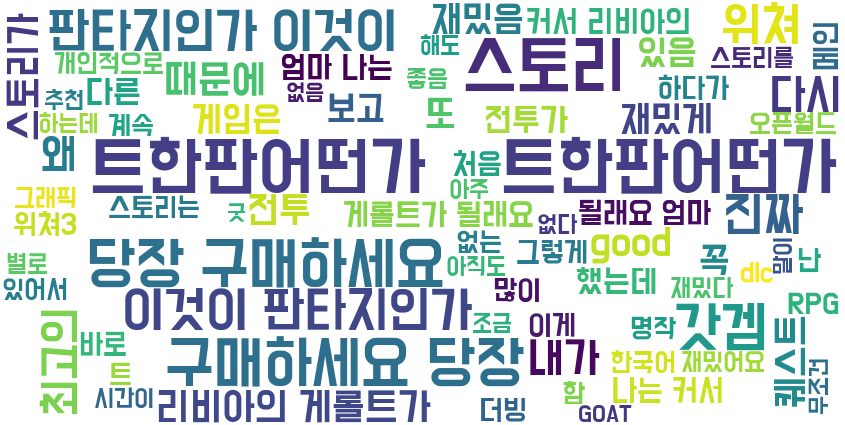 판타지인가 이것이
재밌음
커서 리비아의
위쳐
스토리가
개인적으로
때문에
엄마 나는
해도
스토리
있음
스토리를
메인
추천
다른
없음
보고
좋음
하다가
다시
하는데
계속
게임은
또
전투가
재밌게
오픈월드
왜
트한판어떤가
트한판어떤가
처음
아주
그래픽
위쳐3
스토리는
굿
전투
게롤트가 될래요
없다
될래요 엄마
진짜
별로
있어서
당장 구매하세요
없는
아직도
그렇게
good
했는데
꼭
dlc
많이
난
재밌다
RPG
많이
이것이 판타지인가
조금
이게
명작
갓겜
최고의
바로
트
구매하세요 당장
내가
한국어
재밌어요
퀘스트
무조건
시간이
리비아의 게롤트가
더빙
함
GOAT
나는 커서